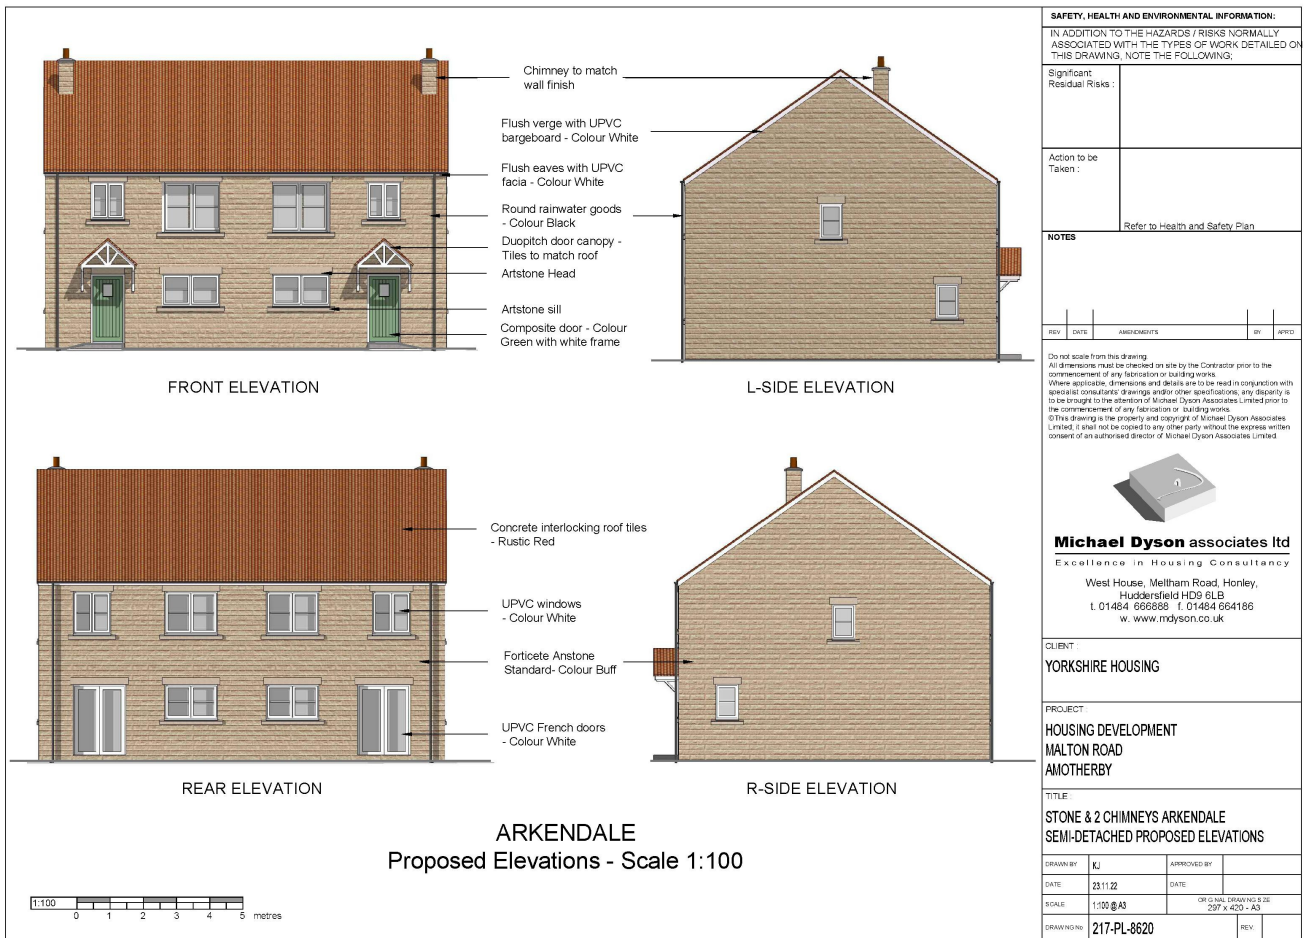 Chimney to match
wall finish
Flush verge with UPVC
bargeboard - Colour White
Flush eaves with UPVC
facia - Colour White
Round rainwater goods
- Colour Black
Duopitch door canopy -
Tiles to match roof
Artstone Head
Artstone sill
Composite door - Colour
Green with white frame
FRONT ELEVATION
L-SIDE ELEVATION
Concrete interlocking roof tiles
- Rustic Red
UPVC windows
- Colour White
Forticete Anstone
Standard- Colour Buff
UPVC French doors
- Colour White
REAR ELEVATION
R-SIDE ELEVATION
ARKENDALE
Proposed Elevations - Scale 1:100
1:100
0 1 2 3 4 5 metres
SAFETY, HEALTH AND ENVIRONMENTAL INFORMATION:
IN ADDITION TO THE HAZARDS / RISKS NORMALLY
ASSOCIATED WITH THE TYPES OF WORK DETAILED ON
THIS DRAWING, NOTE THE FOLLOWING;
Significant
Residual Risks :
Action to be
Taken :
Refer to Health and Safety Plan
NOTES
REV DATE AMENDMENTS BY APR'D
Do not scale from this drawing
All dimensions must be checked on site by the Contractor prior to the
commencement of any fabrication or building works.
Where applicable, dimensions and details are to be read in conjunction with
specialist consultants' drawings and/or other specifications; any disparity is
to be brought to the attention of Michael Dyson Associates Limited prior to
the commencement of any fabrication or building works.
©This drawing is the property and copyright of Michael Dyson Associates
Limited; it shall not be copied to any other party without the express written
consent of an authorised director of Michael Dyson Associates Limited.
Michael Dyson associates ltd
Excellence in Housing Consultancy
West House, Meltham Road, Honley,
Huddersfield HD9 6LB
t. 01484 666888 f. 01484 664186
w. www.mdyson.co.uk
CLIENT :
YORKSHIRE HOUSING
PROJECT :
HOUSING DEVELOPMENT
MALTON ROAD
AMOTHERBY
TITLE :
STONE & 2 CHIMNEYS ARKENDALE
SEMI-DETACHED PROPOSED ELEVATIONS
DRAWN BY KJ APPROVED BY
DATE 23.11.22 DATE
SCALE 1:100 @ A3 ORIGINAL DRAWING SIZE
297 x 420 - A3
DRAWING No 217-PL-8620 REV.